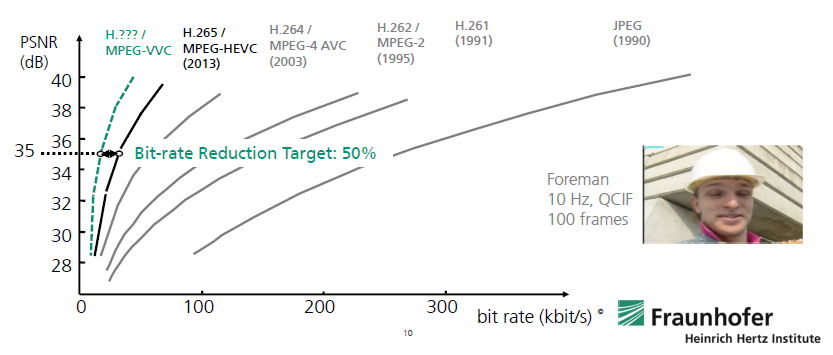 PSNR
(dB)
H.??? /
MPEG-VVC
H.265 /
MPEG-HEVC
(2013)
H.264 /
MPEG-4 AVC
(2003)
H.262 /
MPEG-2
(1995)
H.261
(1991)
JPEG
(1990)
40
38
36
35
34
32
30
28
Bit-rate Reduction Target: 50%
Foreman
10 Hz, QCIF
100 frames
0
100
200
300
bit rate (kbit/s)
©
Fraunhofer
Heinrich Hertz Institute
10